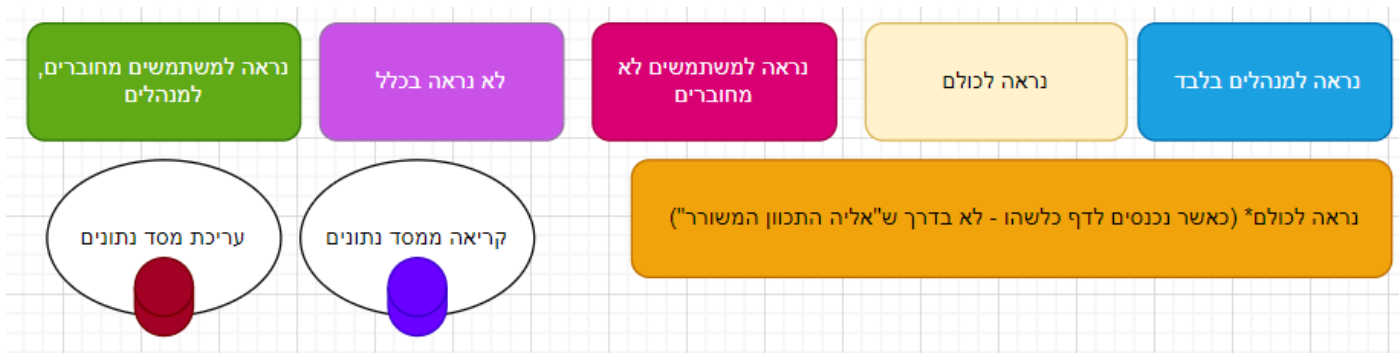 נראה למנהלים בלבד
נראה לכולם
נראה למשתמשים לא
מחוברים
לא נראה בכלל
נראה למשתמשים מחוברים,
למנהלים
נראה לכולם* (כאשר נכנסים לדף כלשהו - לא בדרך ש"אליה התכוון המשורר")
קריאה ממסד נתונים
עריכת מסד נתונים